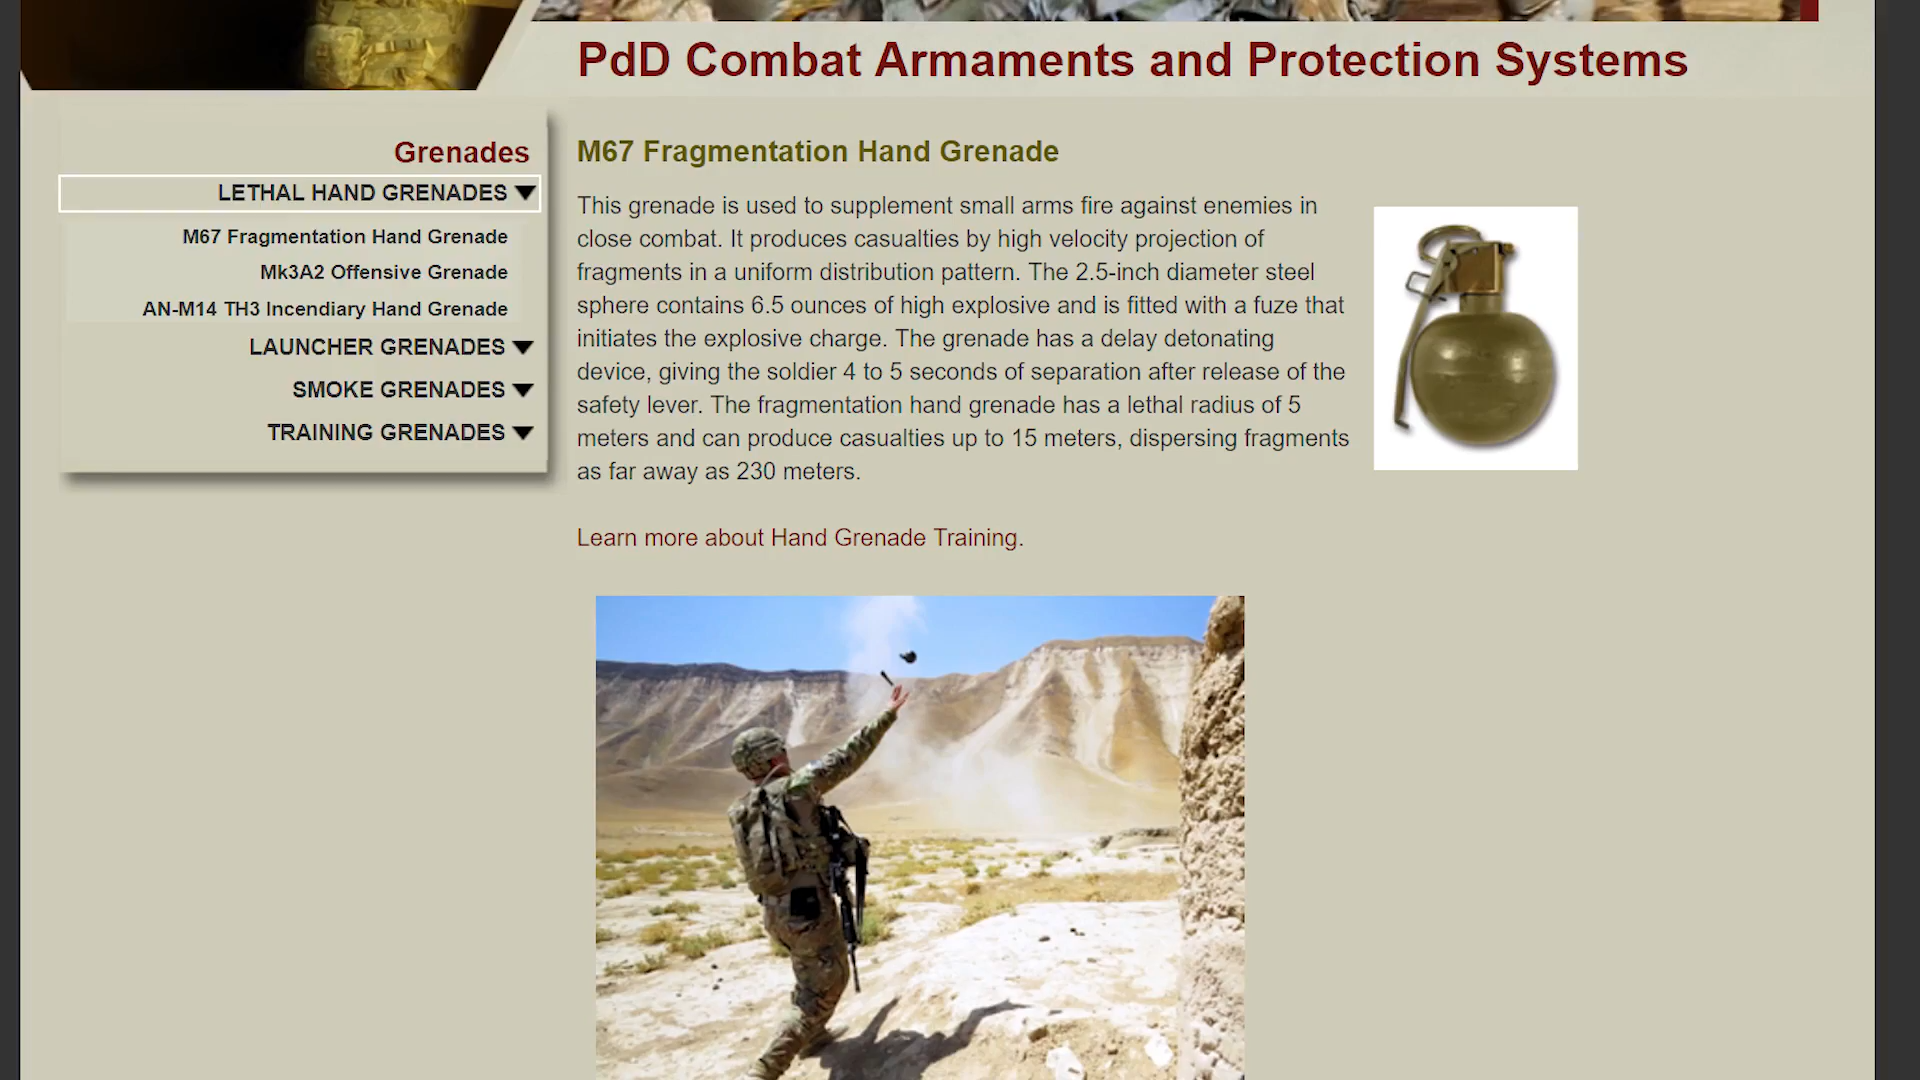 PdD Combat Armaments and Protection Systems
Grenades
LETHAL HAND GRENADES
M67 Fragmentation Hand Grenade
Mk3A2 Offensive Grenade
AN-M14 TH3 Incendiary Hand Grenade
LAUNCHER GRENADES
SMOKE GRENADES
TRAINING GRENADES
M67 Fragmentation Hand Grenade
This grenade is used to supplement small arms fire against enemies in
close combat. It produces casualties by high velocity projection of
fragments in a uniform distribution pattern. The 2.5-inch diameter steel
sphere contains 6.5 ounces of high explosive and is fitted with a fuze that
initiates the explosive charge. The grenade has a delay detonating
device, giving the soldier 4 to 5 seconds of separation after release of the
safety lever. The fragmentation hand grenade has a lethal radius of 5
meters and can produce casualties up to 15 meters, dispersing fragments
as far away as 230 meters.
Learn more about Hand Grenade Training.